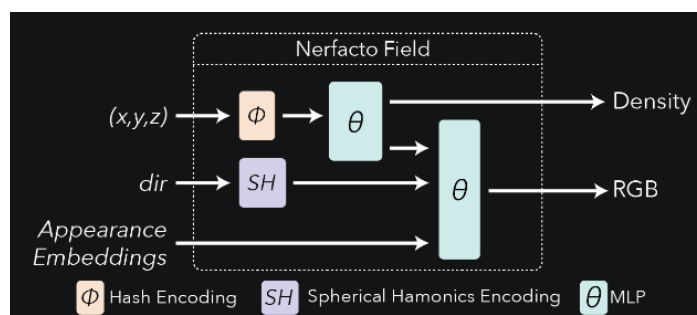 Nerfacto Field
(x,y,z)
Φ
θ
Density
dir
SH
θ
RGB
Appearance
Embeddings
Φ Hash Encoding
SH Spherical Hamonics Encoding
θ MLP